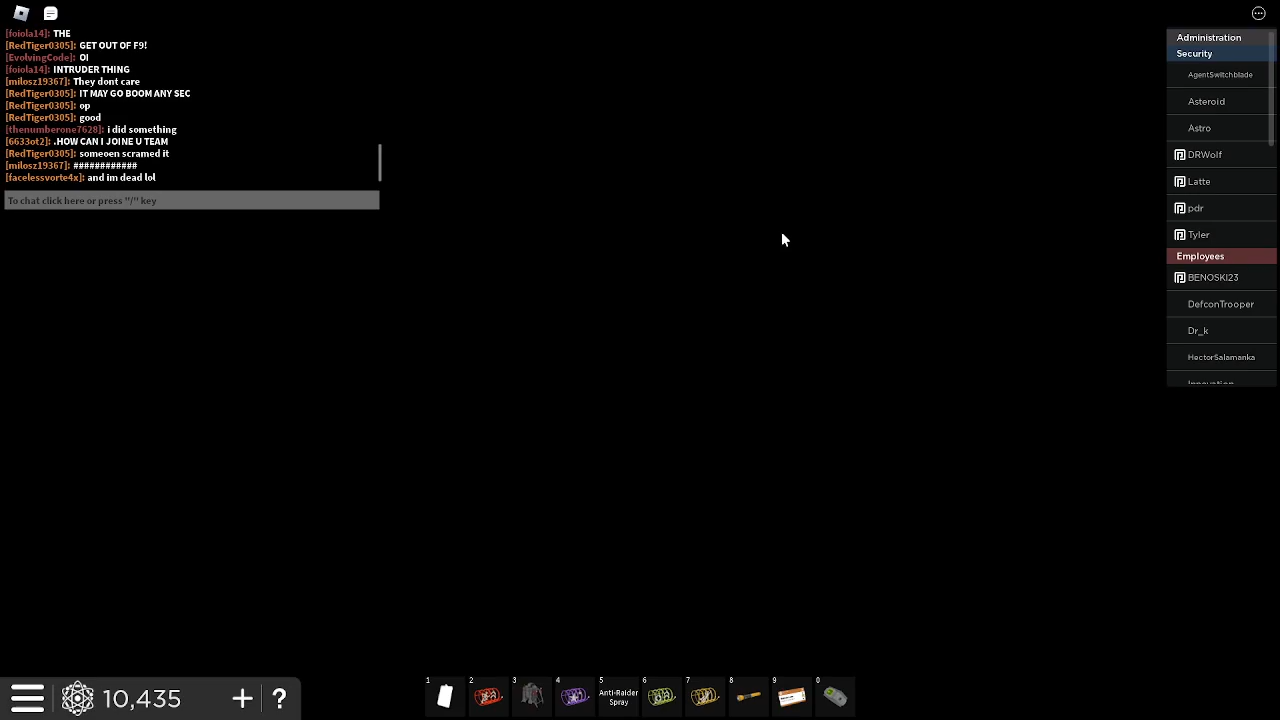 [foiola14]: THE
[RedTiger0305]: GET OUT OF F9!
[EvolvingCode]: OI
[foiola14]: INTRUDER THING
[milosz19367]: They dont care
[RedTiger0305]: IT MAY GO BOOM ANY SEC
[RedTiger0305]: op
[RedTiger0305]: good
[thenumberone7628]: i did something
[6633ot2]: .HOW CAN I JOINE U TEAM
[RedTiger0305]: someoen scramed it
[milosz19367]: ############
[facelessvorte4x]: and im dead lol
To chat click here or press "/" key
Administration
Security
AgentSwitchblade
Asteroid
Astro
DRWolf
Latte
pdr
Tyler
Employees
BENOSKI23
DefconTrooper
Dr_k
HectorSalamanka
Innovation
10,435
+
?
1
2
3
4
5
Anti-Raider
Spray
6
7
8
9
0